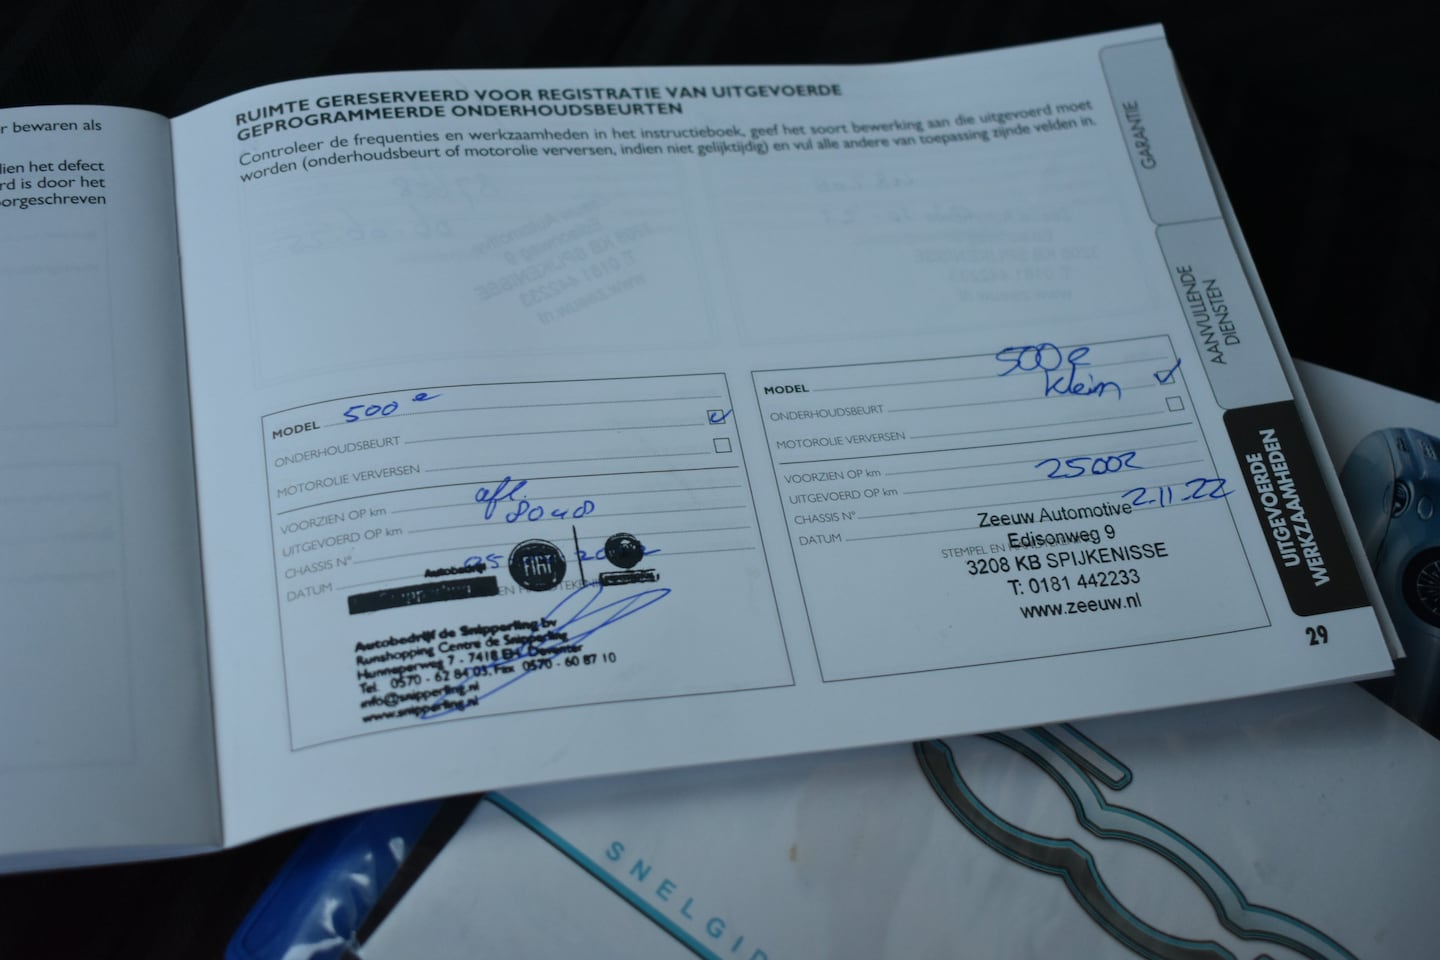 r bewaren als
lien het defect
rd is door het
orgeschreven
RUIMTE GERESERVEERD VOOR REGISTRATIE VAN UITGEVOERDE
GEPROGRAMMEERDE ONDERHOUDSBEURTEN
Controleer de frequenties en werkzaamheden in het instructieboek, geef het soort bewerking aan die uitgevoerd moet
worden (onderhoudsbeurt of motorolie verversen, indien niet gelijktijdig) en vul alle andere van toepassing zijnde velden in.
MODEL 500 e
ONDERHOUDSBEURT
MOTOROLIE VERVERSEN
VOORZIEN OP km afl.
UITGEVOERD OP km 8048
CHASSIS N°
DATUM
Autobedrijf
FIAT
Autobedrijf de Snipperling bv
Runshopping Centre de Snipperling
Hunneperweg 7 - 7418 EH Deventer
Tel. 0570 - 62 84 03, Fax 0570 - 60 87 10
info@snipperling.nl
www.snipperling.nl
MODEL 500 e
klein
ONDERHOUDSBEURT
MOTOROLIE VERVERSEN
VOORZIEN OP km
UITGEVOERD OP km 25002
CHASSIS N°
DATUM 2.11.22
STEMPEL EN
Zeeuw Automotive
Edisonweg 9
3208 KB SPIJKENISSE
T: 0181 442233
www.zeeuw.nl
GARANTIE
AANVULLENDE
DIENSTEN
UITGEVOERDE
WERKZAAMHEDEN
29
SNELGID